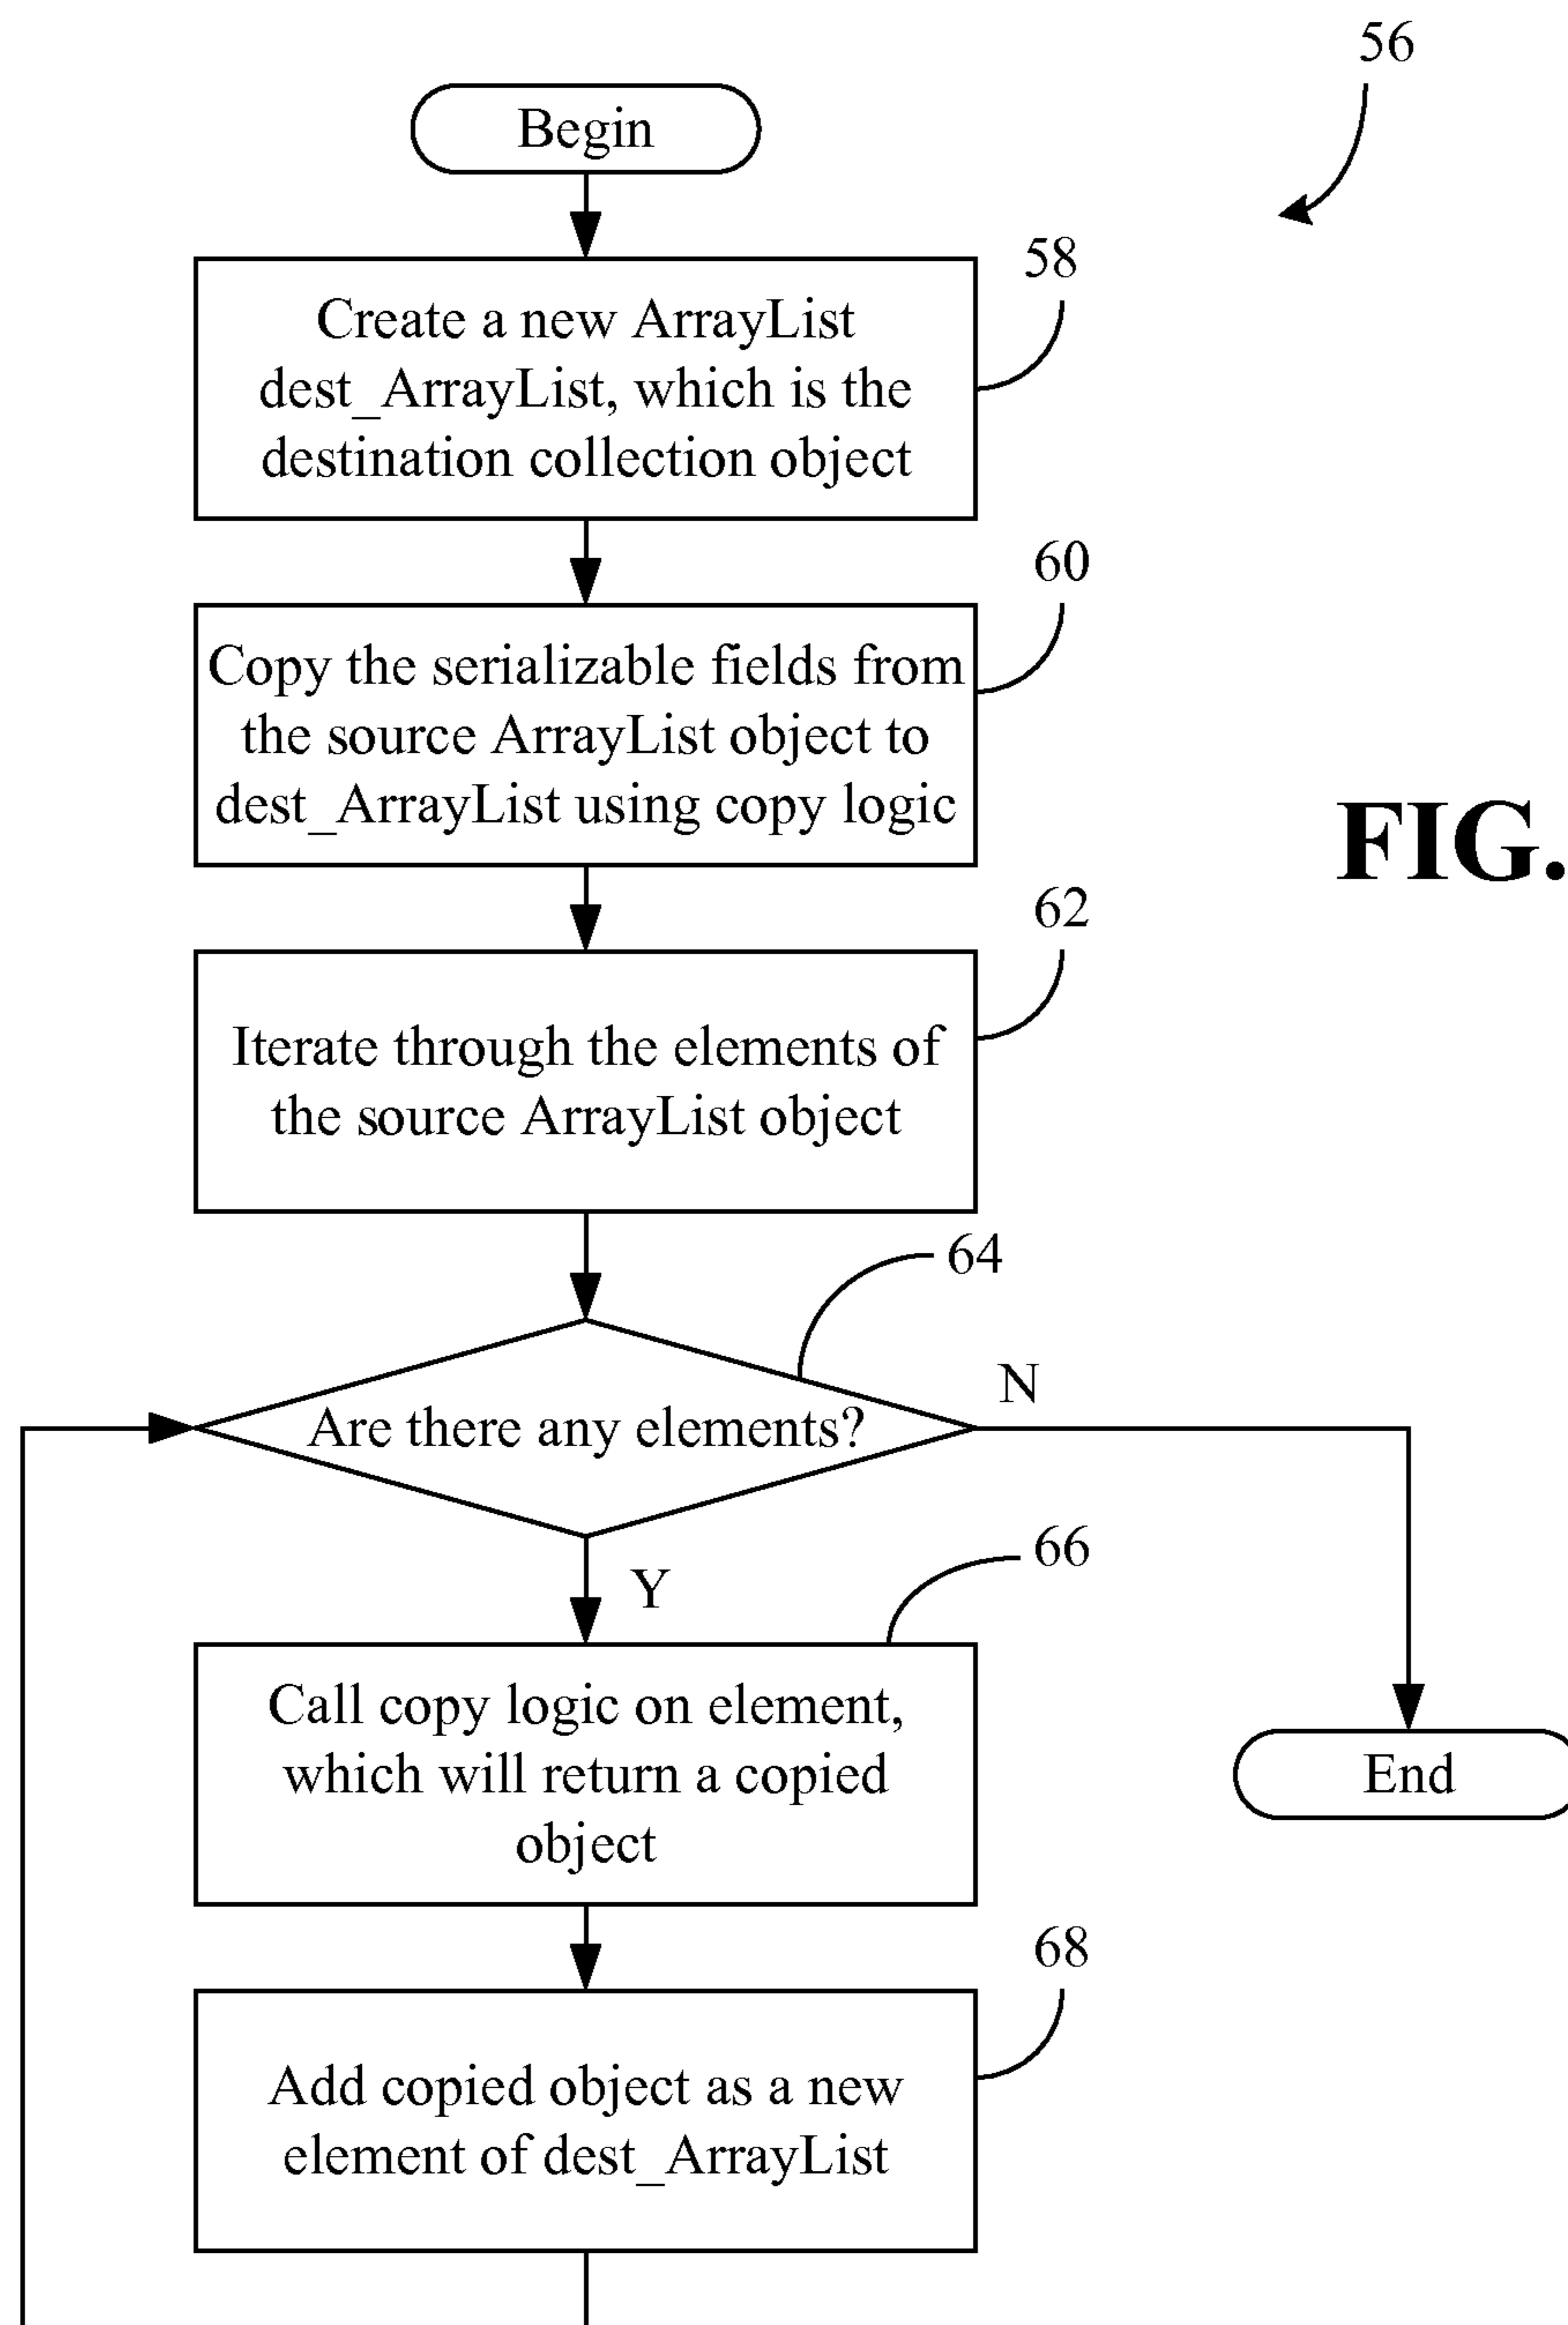 56
Begin
58
Create a new ArrayList
dest_ArrayList, which is the
destination collection object
60
Copy the serializable fields from
the source ArrayList object to
dest_ArrayList using copy logic
FIG.
62
Iterate through the elements of
the source ArrayList object
64
N
Are there any elements?
66
Y
Call copy logic on element,
which will return a copied
object
End
68
Add copied object as a new
element of dest_ArrayList